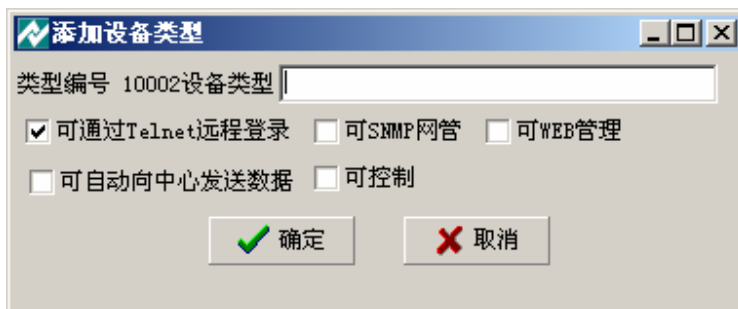 添加设备类型
类型编号 10002设备类型
可通过Telnet远程登录 可SNMP网管 可WEB管理
可自动向中心发送数据 可控制
确定 取消